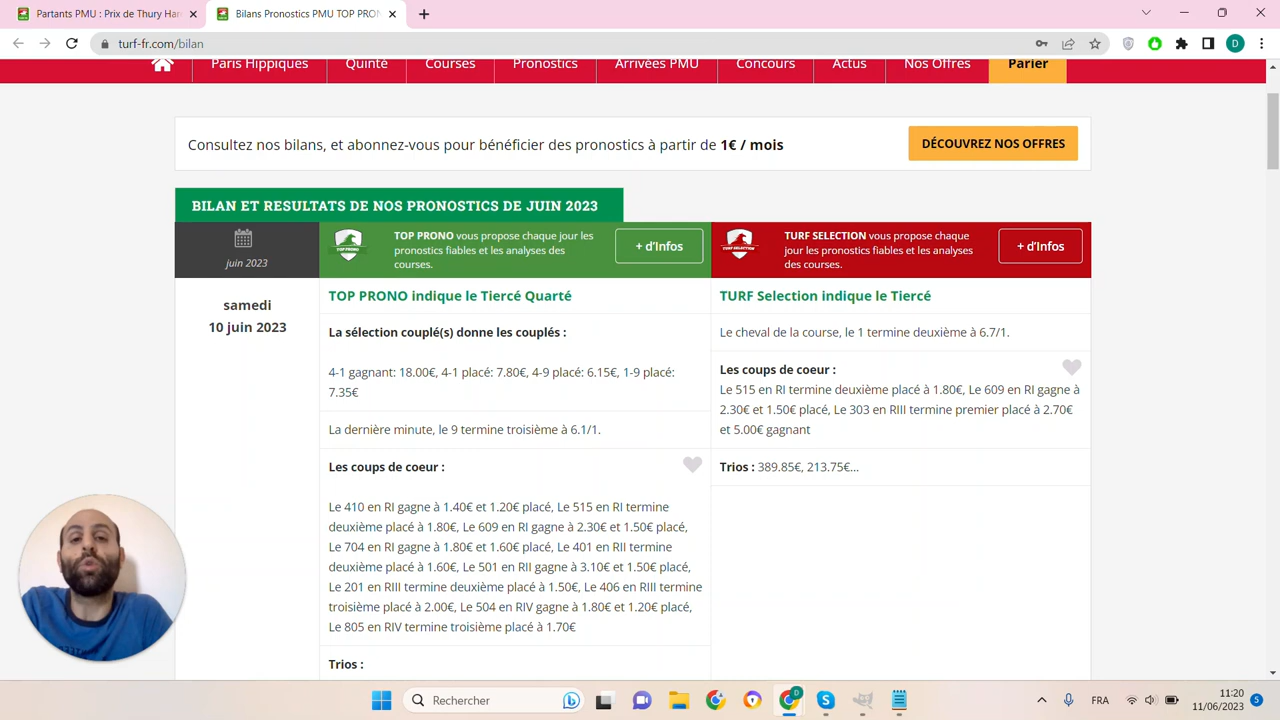 Partants PMU : Prix de Thury Har
Bilans Pronostics PMU TOP PRON
turf-fr.com/bilan
D
Paris Hippiques
Quinté
Courses
Pronostics
Arrivées PMU
Concours
Actus
Nos Offres
Parier
Consultez nos bilans, et abonnez-vous pour bénéficier des pronostics à partir de 1€ / mois
DÉCOUVREZ NOS OFFRES
BILAN ET RESULTATS DE NOS PRONOSTICS DE JUIN 2023
juin 2023
TOP PRONO
TOP PRONO vous propose chaque jour les
pronostics fiables et les analyses des
courses.
+ d'Infos
TURF SELECTION
TURF SELECTION vous propose chaque
jour les pronostics fiables et les analyses
des courses.
+ d'Infos
samedi
10 juin 2023
TOP PRONO indique le Tiercé Quarté
La sélection couplé(s) donne les couplés :
4-1 gagnant: 18.00€, 4-1 placé: 7.80€, 4-9 placé: 6.15€, 1-9 placé:
7.35€
La dernière minute, le 9 termine troisième à 6.1/1.
Les coups de coeur :
Le 410 en RI gagne à 1.40€ et 1.20€ placé, Le 515 en RI termine
deuxième placé à 1.80€, Le 609 en RI gagne à 2.30€ et 1.50€ placé,
Le 704 en RI gagne à 1.80€ et 1.60€ placé, Le 401 en RII termine
deuxième placé à 1.60€, Le 501 en RII gagne à 3.10€ et 1.50€ placé,
Le 201 en RIII termine deuxième placé à 1.50€, Le 406 en RIII termine
troisième placé à 2.00€, Le 504 en RIV gagne à 1.80€ et 1.20€ placé,
Le 805 en RIV termine troisième placé à 1.70€
Trios :
TURF Selection indique le Tiercé
Le cheval de la course, le 1 termine deuxième à 6.7/1.
Les coups de coeur :
Le 515 en RI termine deuxième placé à 1.80€, Le 609 en RI gagne à
2.30€ et 1.50€ placé, Le 303 en RIII termine premier placé à 2.70€
et 5.00€ gagnant
Trios : 389.85€, 213.75€...
Rechercher
D
FRA
11:20
11/06/2023
5